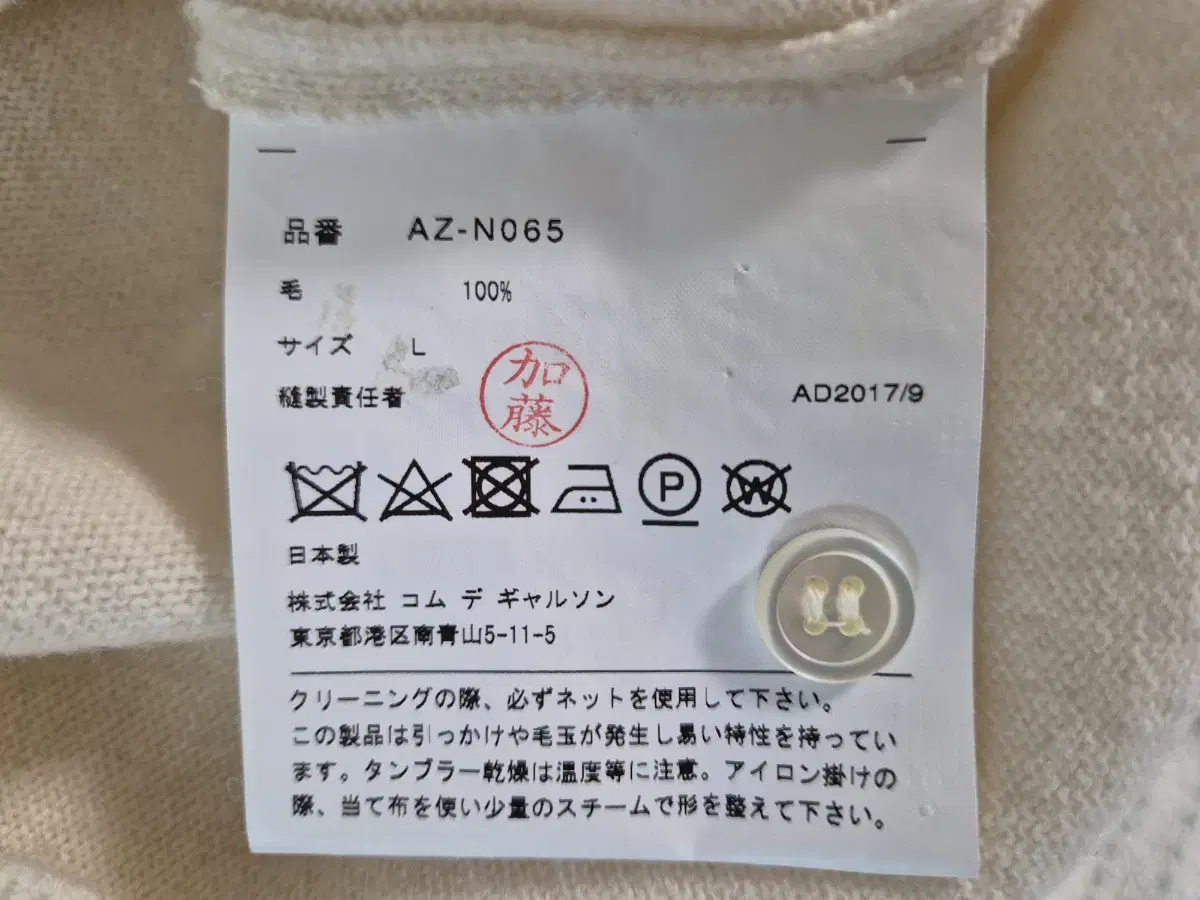 品番 AZ-N065
毛 100%
サイズ L
縫製責任者 加藤 AD2017/9
P W
日本製
株式会社 コム デ ギャルソン
東京都港区南青山5-11-5
クリーニングの際、必ずネットを使用して下さい。
この製品は引っかけや毛玉が発生し易い特性を持ってい
ます。タンブラー乾燥は温度等に注意。アイロン掛けの
際、当て布を使い少量のスチームで形を整えて下さい。